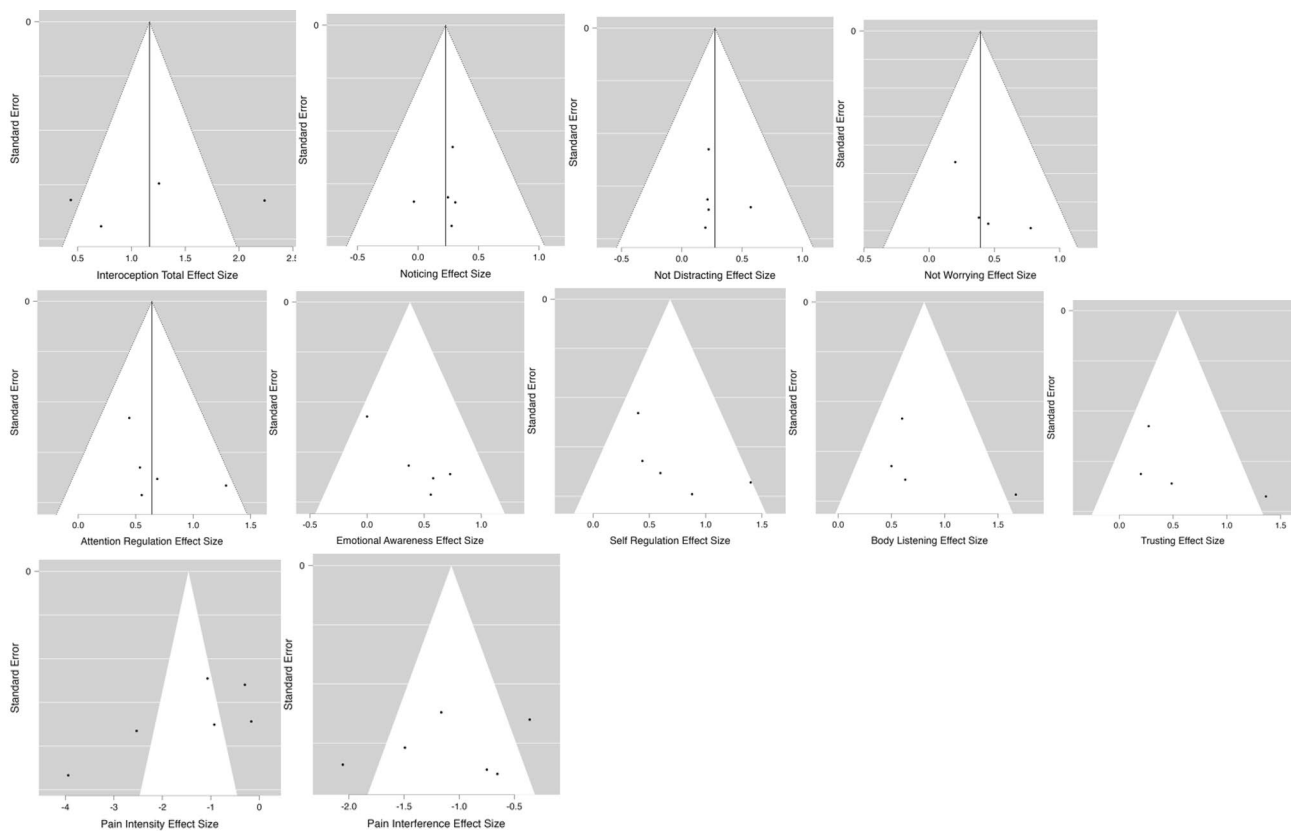 0
Standard Error
0.5 1.0 1.5 2.0 2.5
Interoception Total Effect Size
0
Standard Error
-0.5 0.0 0.5 1.0
Noticing Effect Size
0
Standard Error
-0.5 0.0 0.5 1.0
Not Distracting Effect Size
0
Standard Error
-0.5 0.0 0.5 1.0
Not Worrying Effect Size
0
Standard Error
0.0 0.5 1.0 1.5
Attention Regulation Effect Size
0
Standard Error
0.0 0.5 1.0
Emotional Awareness Effect Size
0
Standard Error
0.0 0.5 1.0 1.5
Self Regulation Effect Size
0
Standard Error
0.0 0.5 1.0 1.5
Body Listening Effect Size
0
Standard Error
0.0 0.5 1.0 1.5
Trusting Effect Size
0
Standard Error
-4 -3 -2 -1 0
Pain Intensity Effect Size
0
Standard Error
-2.0 -1.5 -1.0 -0.5
Pain Interference Effect Size